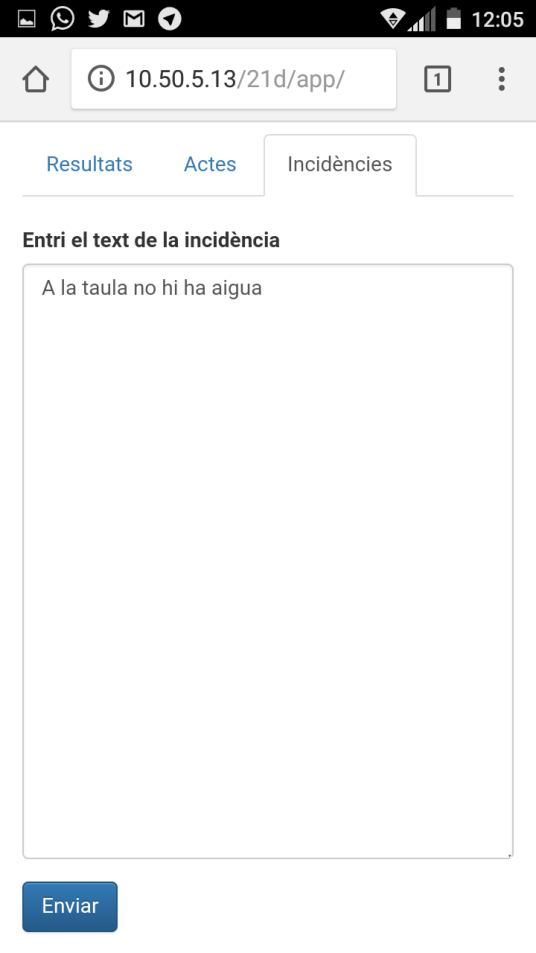 12:05
10.50.5.13/21d/app/
1
Resultats
Actes
Incidències
Entri el text de la incidència
A la taula no hi ha aigua
Enviar